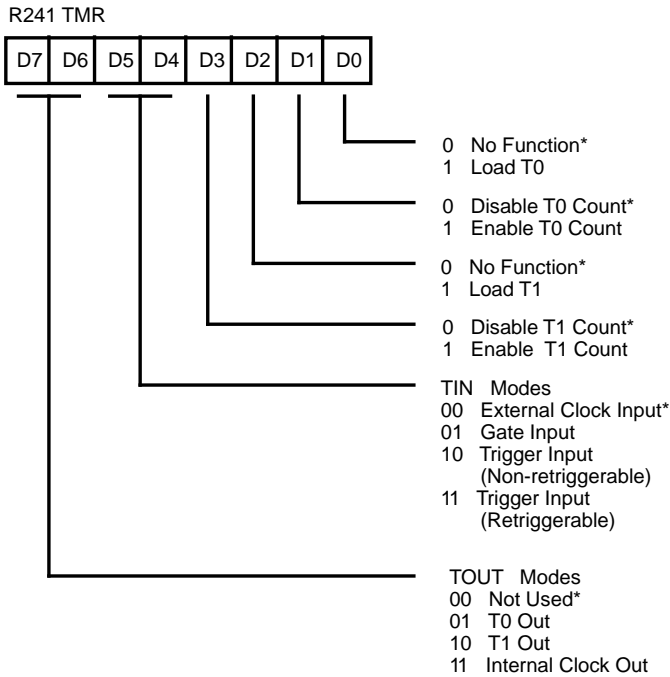 R241 TMR
D7 D6 D5 D4 D3 D2 D1 D0
0 No Function*
1 Load T0
0 Disable T0 Count*
1 Enable T0 Count
0 No Function*
1 Load T1
0 Disable T1 Count*
1 Enable T1 Count
TIN Modes
00 External Clock Input*
01 Gate Input
10 Trigger Input
(Non-retriggerable)
11 Trigger Input
(Retriggerable)
TOUT Modes
00 Not Used*
01 T0 Out
10 T1 Out
11 Internal Clock Out